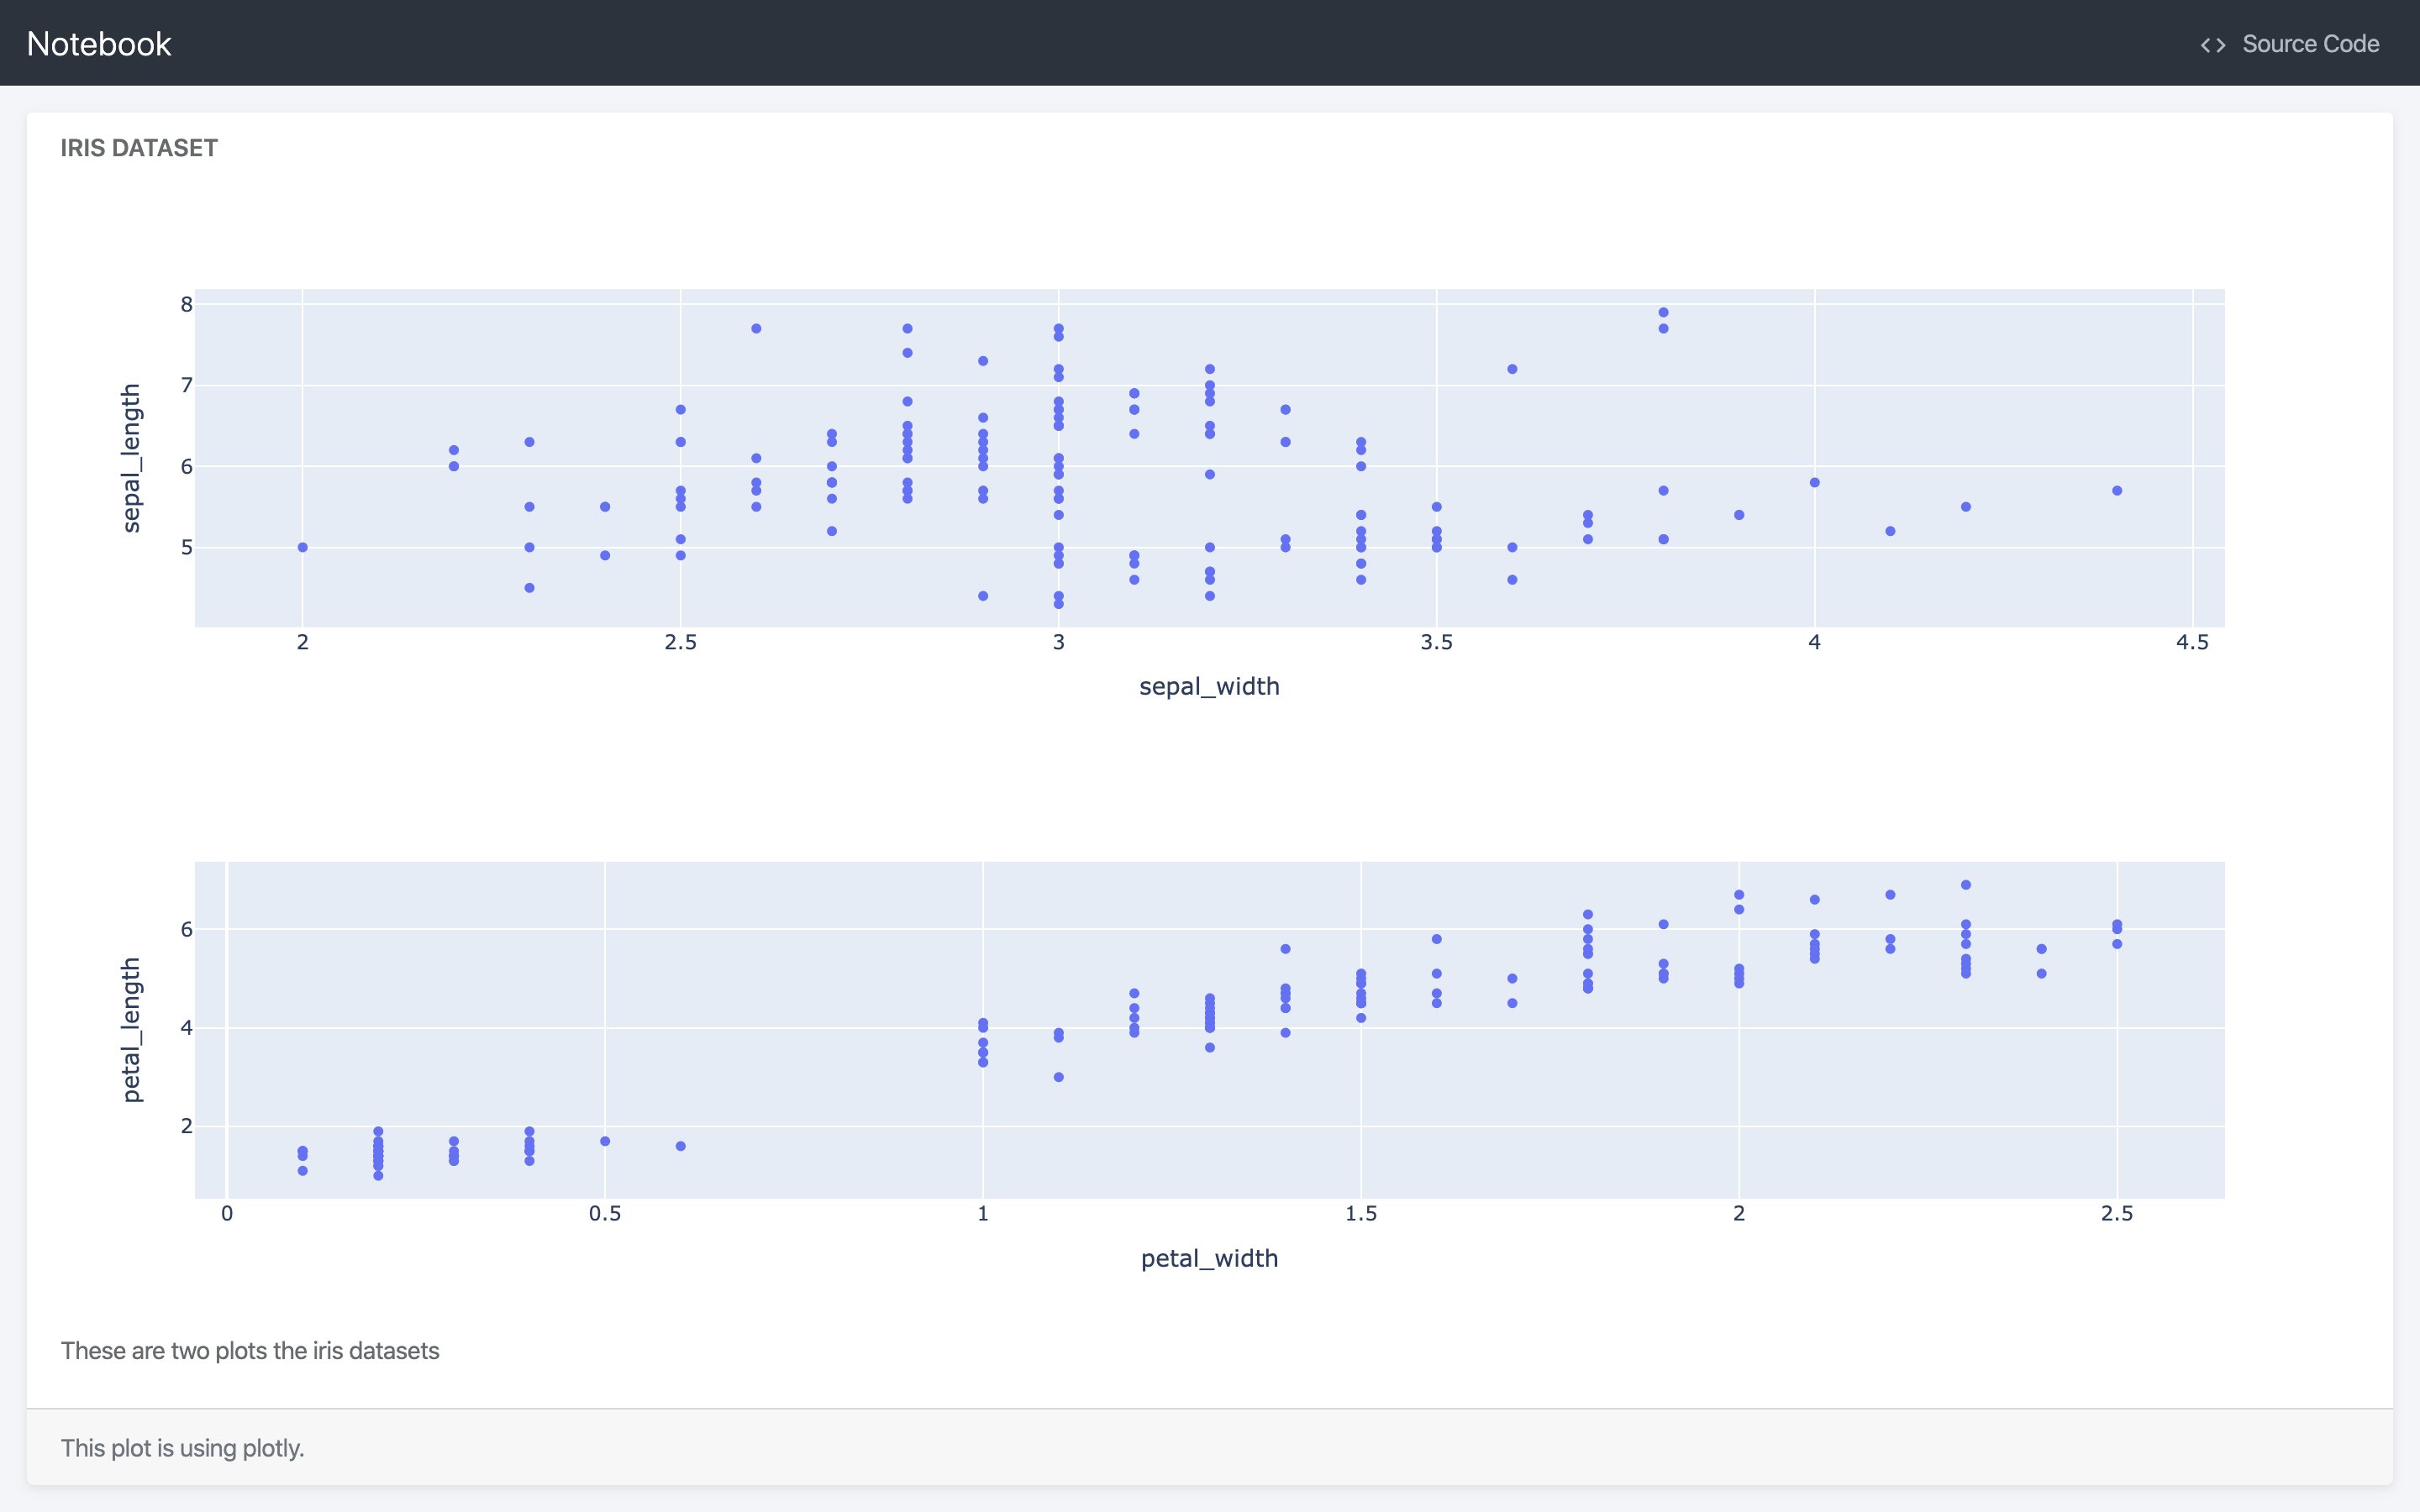 Notebook
<> Source Code
IRIS DATASET
8
7
6
5
sepal_length
2 2.5 3 3.5 4 4.5
sepal_width
6
4
2
petal_length
0 0.5 1 1.5 2 2.5
petal_width
These are two plots the iris datasets
This plot is using plotly.